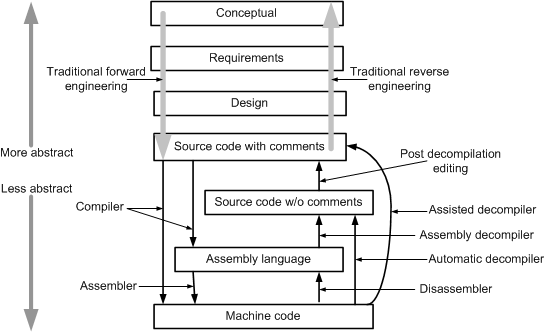 Conceptual
Requirements
Traditional forward
engineering
Traditional reverse
engineering
Design
Source code with comments
More abstract
Post decompilation
editing
Less abstract
Source code w/o comments
Compiler
Assisted decompiler
Assembly decompiler
Assembly language
Automatic decompiler
Assembler
Disassembler
Machine code